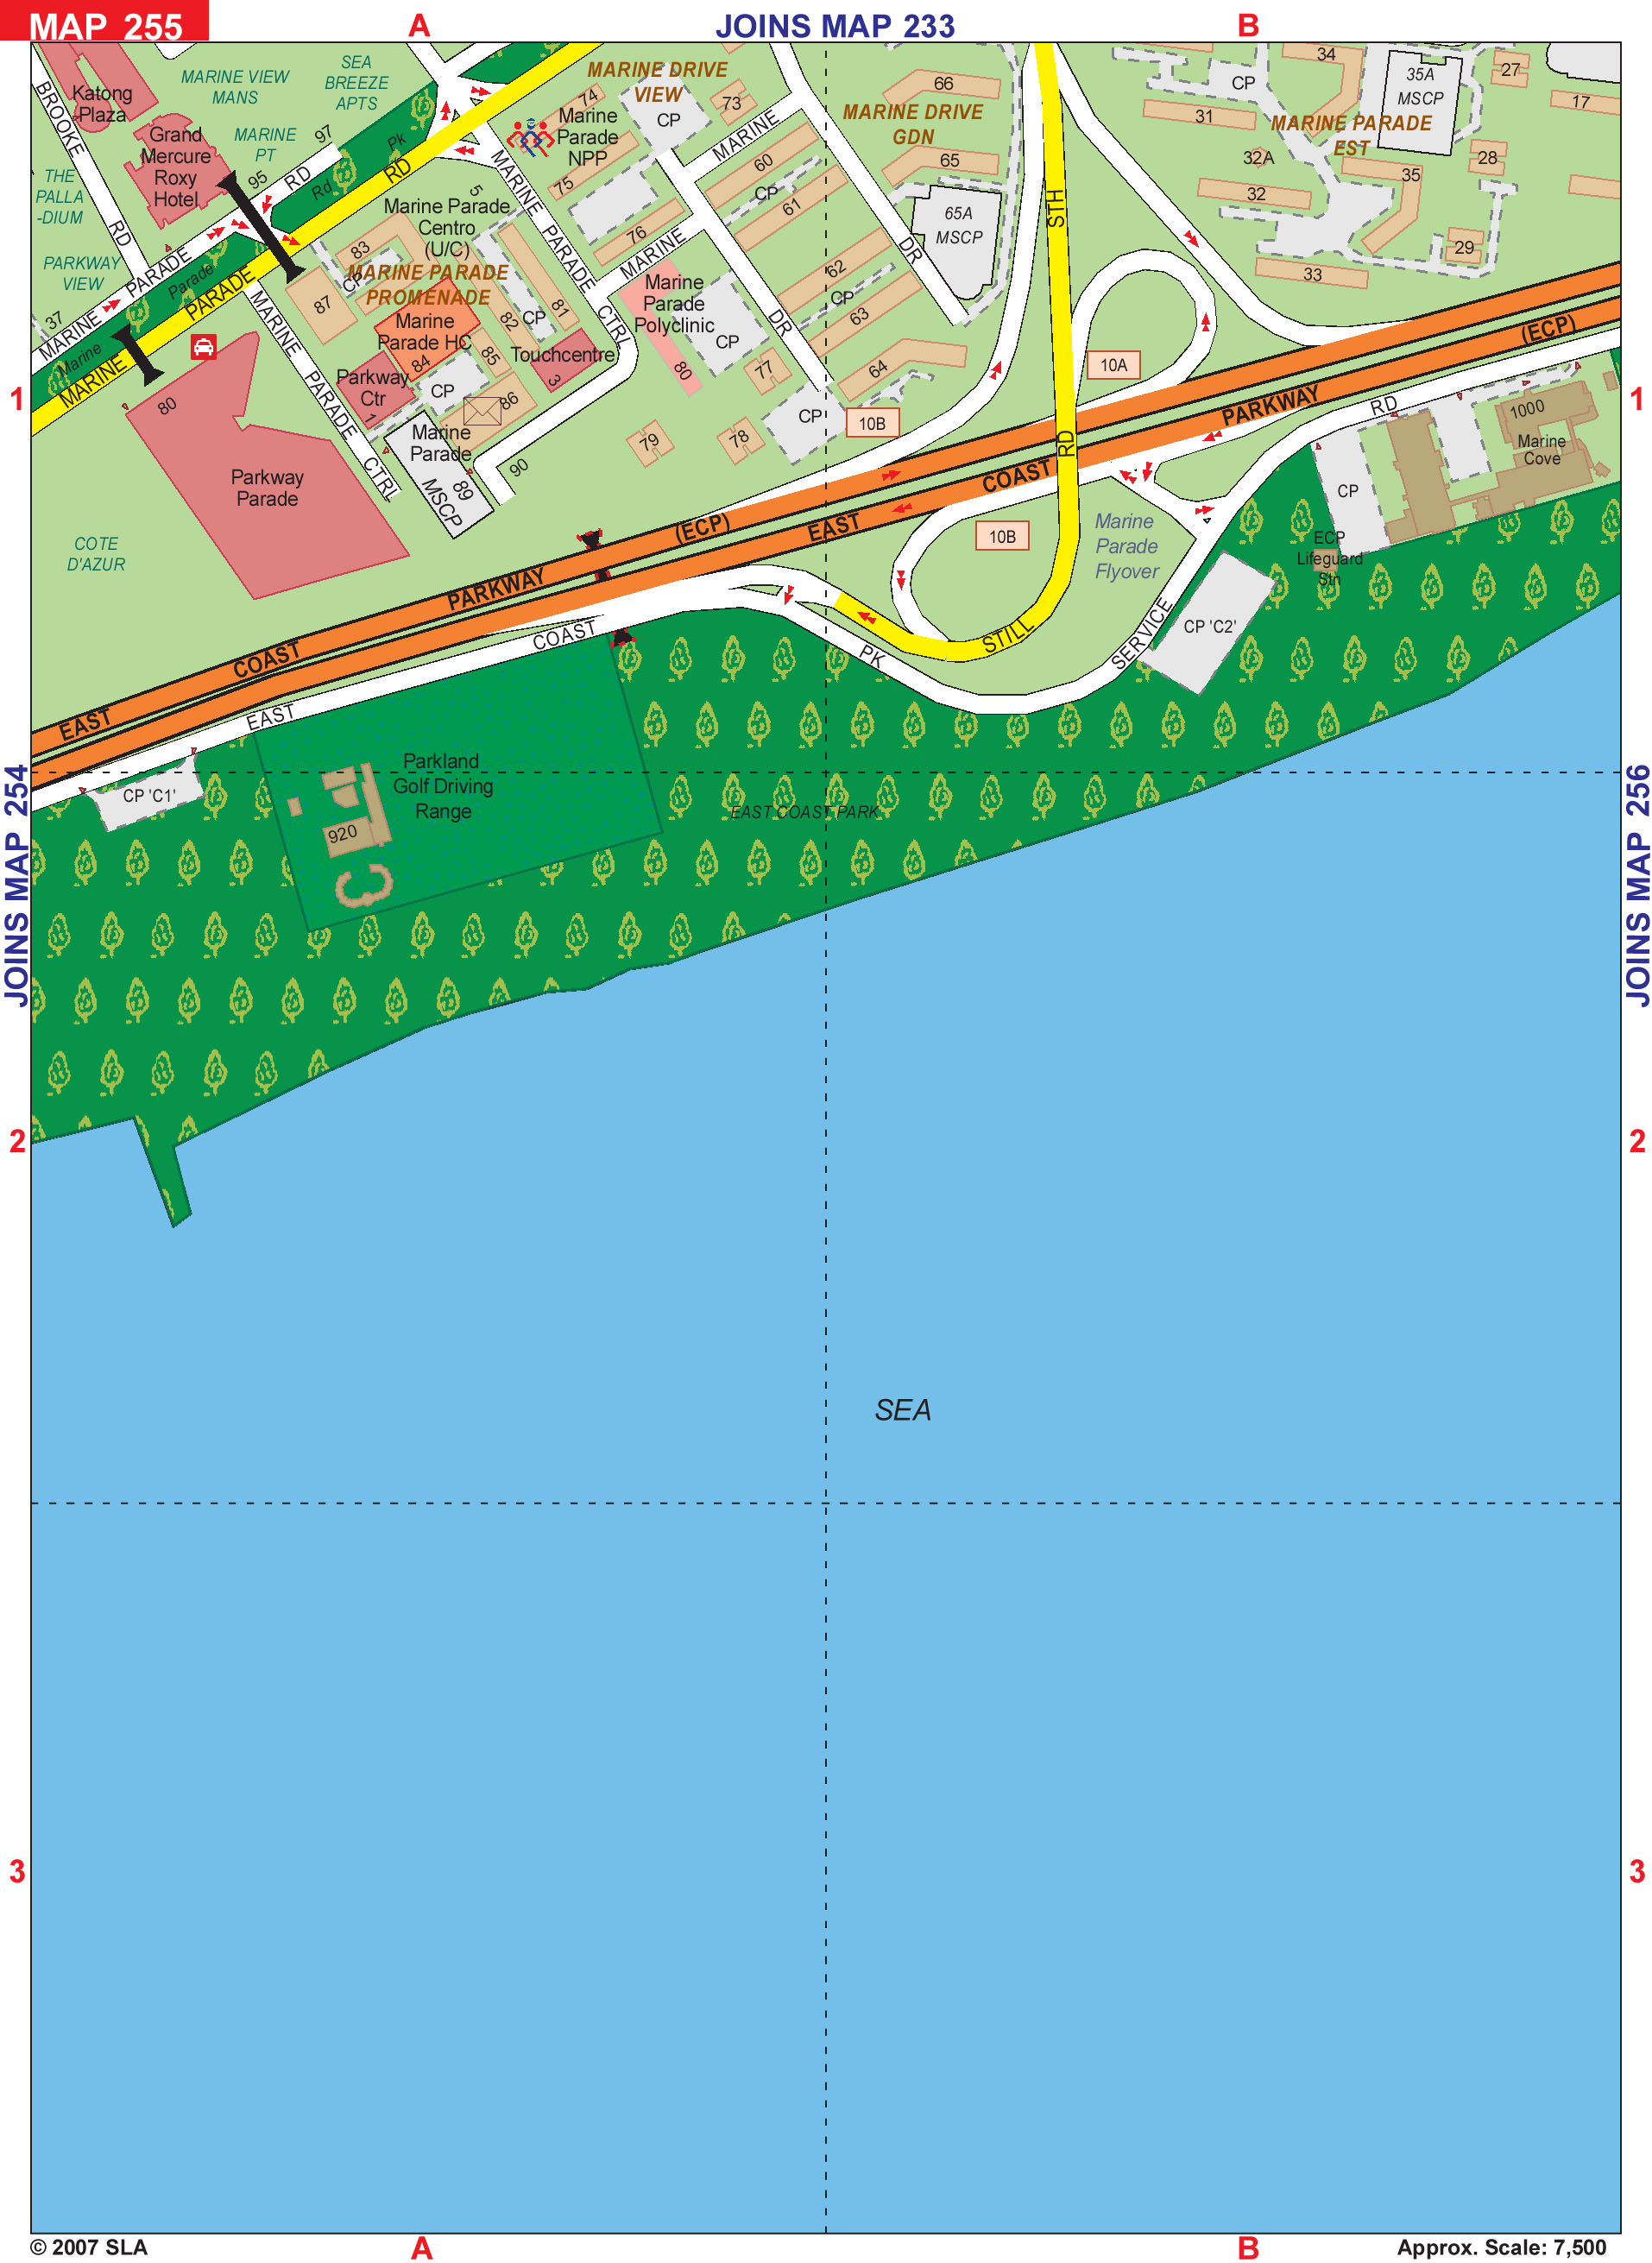 MAP 255
A
JOINS MAP 233
B
Katong
Plaza
BROOKE
RD
Grand
Mercure
Roxy
Hotel
MARINE VIEW
MANS
SEA
BREEZE
APTS
MARINE
PT
97
95
RD
THE
PALLA
-DIUM
PARKWAY
VIEW
37
MARINE
PARADE
Marine
Parade
Rd
Pk
MARINE
PARADE
RD
MARINE DRIVE
VIEW
74
Marine
Parade
NPP
75
CP
73
MARINE
60
CP
61
76
MARINE
62
CP
63
64
DR
DR
MARINE DRIVE
GDN
66
65
65A
MSCP
STH
CP
34
35A
MSCP
27
17
31
MARINE PARADE
EST
32A
32
35
28
29
33
5
Marine Parade
Centro
(U/C)
83
CP
87
MARINE PARADE
PROMENADE
Marine
Parade HC
84
82
81
CP
85
86
CP
Touchcentre
3
MARINE
PARADE
CTRL
Marine
Parade
Polyclinic
80
CP
77
78
79
CP
10B
10A
MARINE
PARADE
CTRL
Parkway
Ctr
1
Marine
Parade
89
MSCP
90
80
Parkway
Parade
COTE
D'AZUR
1
1
(ECP)
PARKWAY
RD
1000
Marine
Cove
CP
RD
COAST
EAST
(ECP)
PARKWAY
COAST
EAST
10B
Marine
Parade
Flyover
ECP
Lifeguard
Stn
CP 'C2'
SERVICE
STILL
PK
COAST
EAST
CP 'C1'
Parkland
Golf Driving
Range
920
EAST COAST PARK
JOINS MAP 254
JOINS MAP 256
2
2
SEA
3
3
© 2007 SLA
A
B
Approx. Scale: 7,500